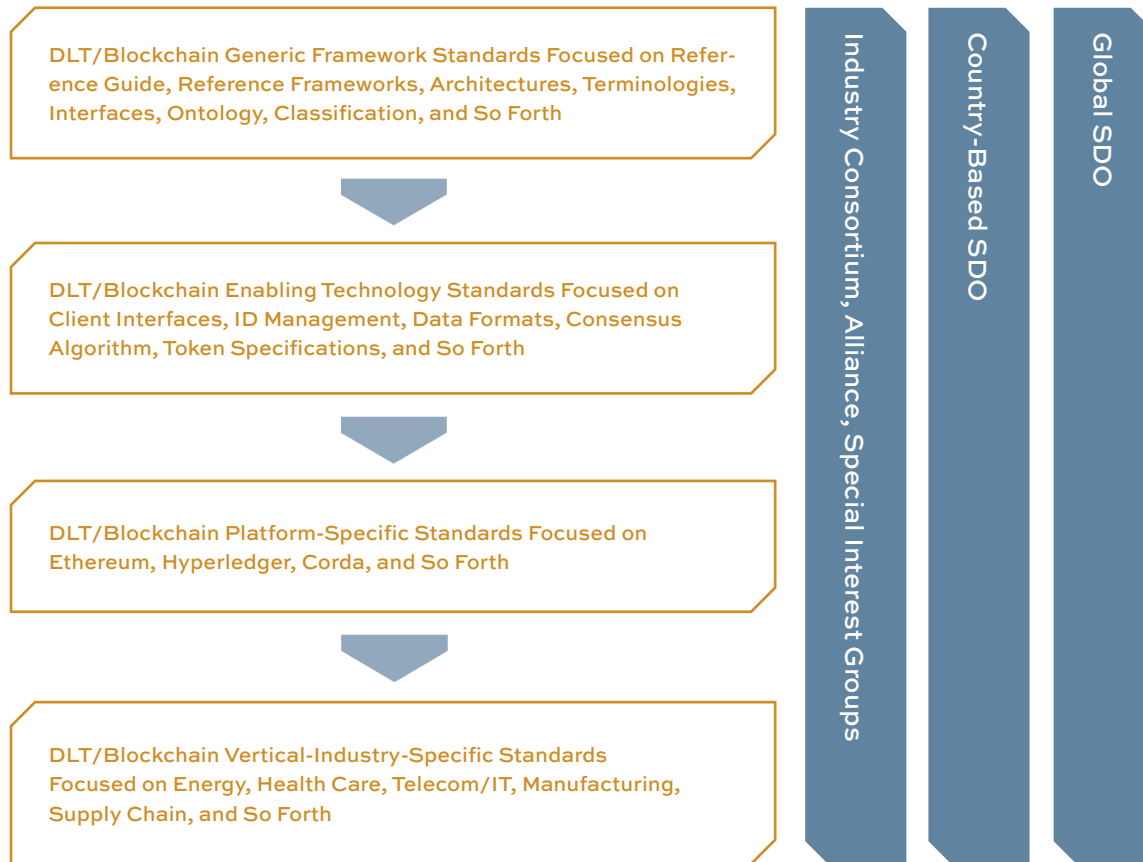 DLT/Blockchain Generic Framework Standards Focused on Refer-
ence Guide, Reference Frameworks, Architectures, Terminologies,
Interfaces, Ontology, Classification, and So Forth
DLT/Blockchain Enabling Technology Standards Focused on
Client Interfaces, ID Management, Data Formats, Consensus
Algorithm, Token Specifications, and So Forth
DLT/Blockchain Platform-Specific Standards Focused on
Ethereum, Hyperledger, Corda, and So Forth
DLT/Blockchain Vertical-Industry-Specific Standards
Focused on Energy, Health Care, Telecom/IT, Manufacturing,
Supply Chain, and So Forth
Industry Consortium, Alliance, Special Interest Groups
Country-Based SDO
Global SDO